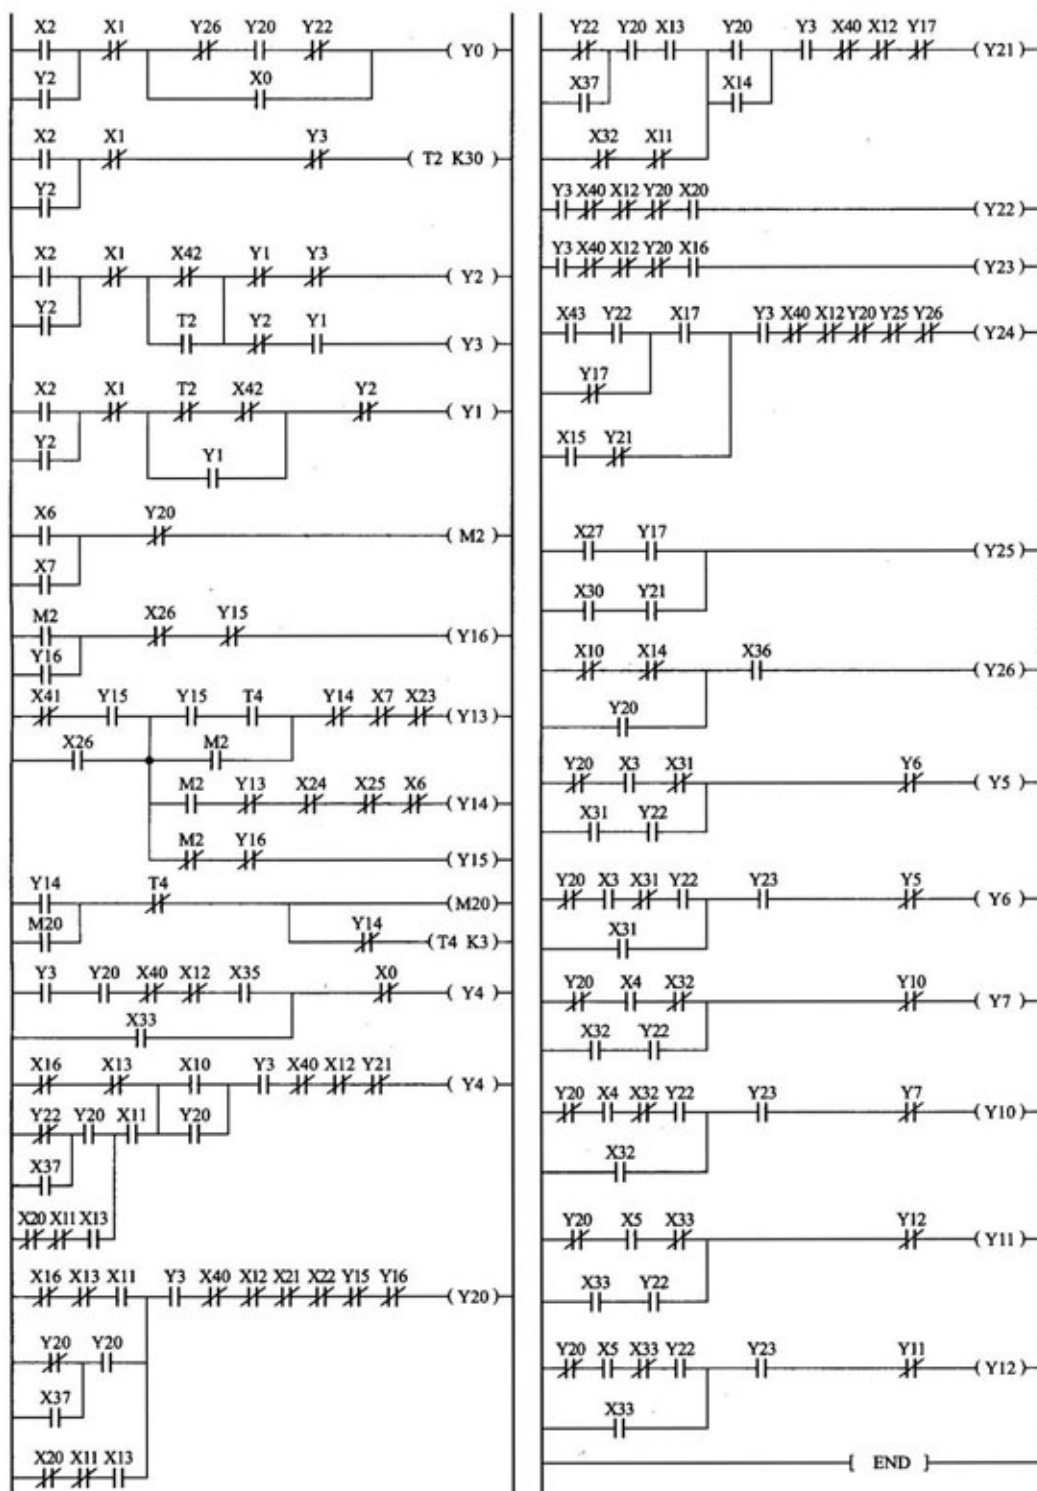 X2 X1 Y26 Y20 Y22
( Y0 )
Y2 X0
X2 X1 Y3
( T2 K30 )
Y2
X2 X1 X42 Y1 Y3
( Y2 )
Y2
T2 Y2 Y1
( Y3 )
X2 X1 T2 X42 Y2
( Y1 )
Y2 Y1
X6 Y20
( M2 )
X7
M2 X26 Y15
(Y16)
Y16
X41 Y15 Y15 T4 Y14 X7 X23
(Y13)
X26 M2
M2 Y13 X24 X25 X6
(Y14)
M2 Y16
(Y15)
Y14 T4
(M20)
M20 Y14
(T4 K3)
Y3 Y20 X40 X12 X35 X0
( Y4 )
X33
X16 X13 X10 Y3 X40 X12 Y21
( Y4 )
Y22 Y20 X11 Y20
X37
X20 X11 X13
X16 X13 X11 Y3 X40 X12 X21 X22 Y15 Y16
(Y20)
Y20 Y20
X37
X20 X11 X13
Y22 Y20 X13 Y20 Y3 X40 X12 Y17
(Y21)
X37 X14
X32 X11
Y3 X40 X12 Y20 X20
(Y22)
Y3 X40 X12 Y20 X16
(Y23)
X43 Y22 X17 Y3 X40 X12 Y20 Y25 Y26
(Y24)
Y17
X15 Y21
X27 Y17
(Y25)
X30 Y21
X10 X14 X36
(Y26)
Y20
Y20 X3 X31 Y6
( Y5 )
X31 Y22
Y20 X3 X31 Y22 Y23 Y5
( Y6 )
X31
Y20 X4 X32 Y10
( Y7 )
X32 Y22
Y20 X4 X32 Y22 Y23 Y7
(Y10)
X32
Y20 X5 X33 Y12
(Y11)
X33 Y22
Y20 X5 X33 Y22 Y23 Y11
(Y12)
X33
[ END ]